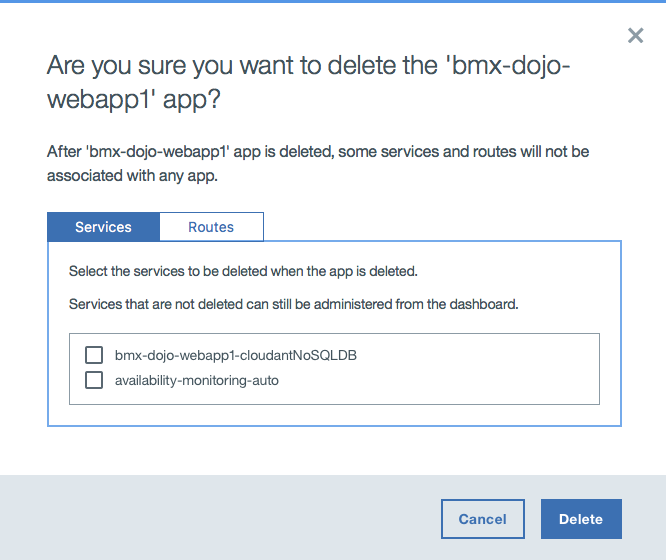 Are you sure you want to delete the 'bmx-dojo-
webapp1' app?
After 'bmx-dojo-webapp1' app is deleted, some services and routes will not be
associated with any app.
Services Routes
Select the services to be deleted when the app is deleted.
Services that are not deleted can still be administered from the dashboard.
bmx-dojo-webapp1-cloudantNoSQLDB
availability-monitoring-auto
Cancel Delete